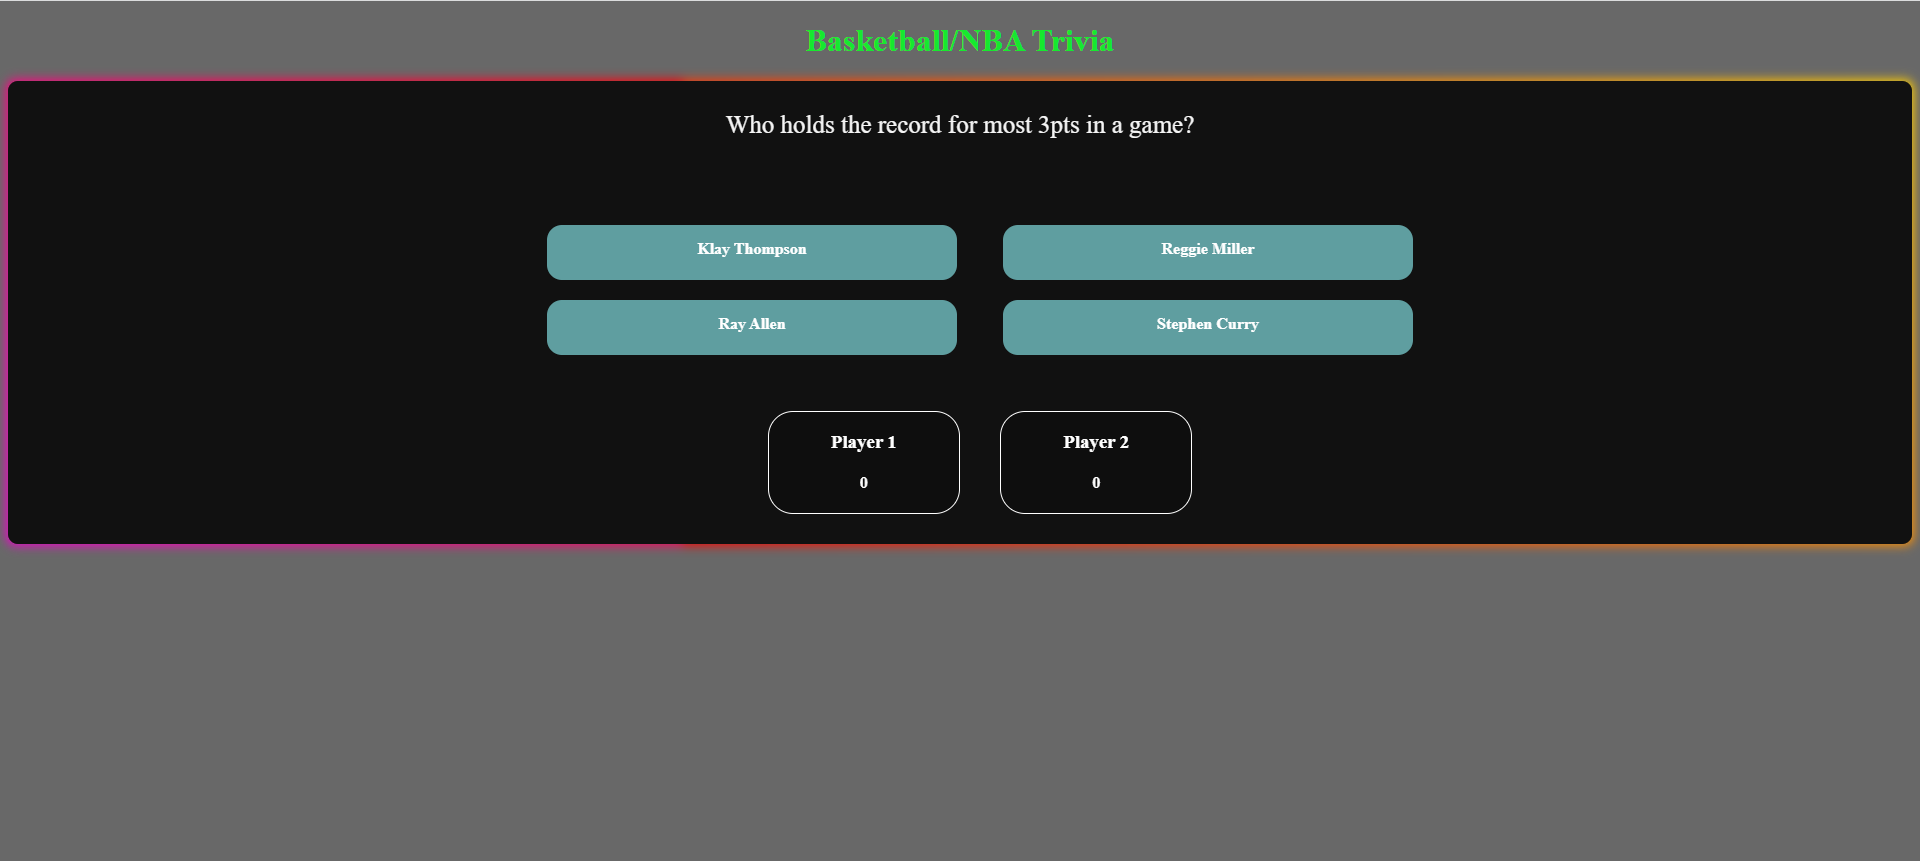 Basketball/NBA Trivia
Who holds the record for most 3pts in a game?
Klay Thompson
Reggie Miller
Ray Allen
Stephen Curry
Player 1
0
Player 2
0